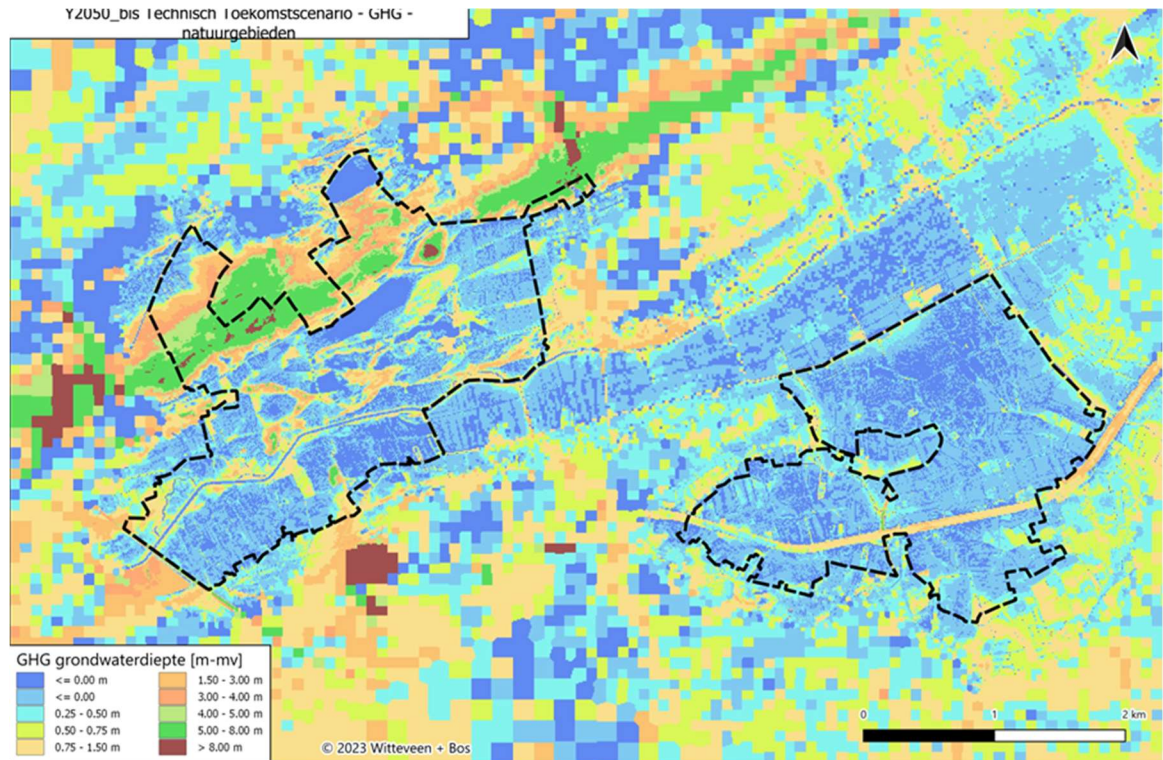 Y2050_bis Technisch Toekomstscenario - GHG -
natuurgebieden
GHG grondwaterdiepte [m-mv]
<= 0.00 m
<= 0.00
0.25 - 0.50 m
0.50 - 0.75 m
0.75 - 1.50 m
1.50 - 3.00 m
3.00 - 4.00 m
4.00 - 5.00 m
5.00 - 8.00 m
> 8.00 m
© 2023 Witteveen + Bos
0 1 2 km